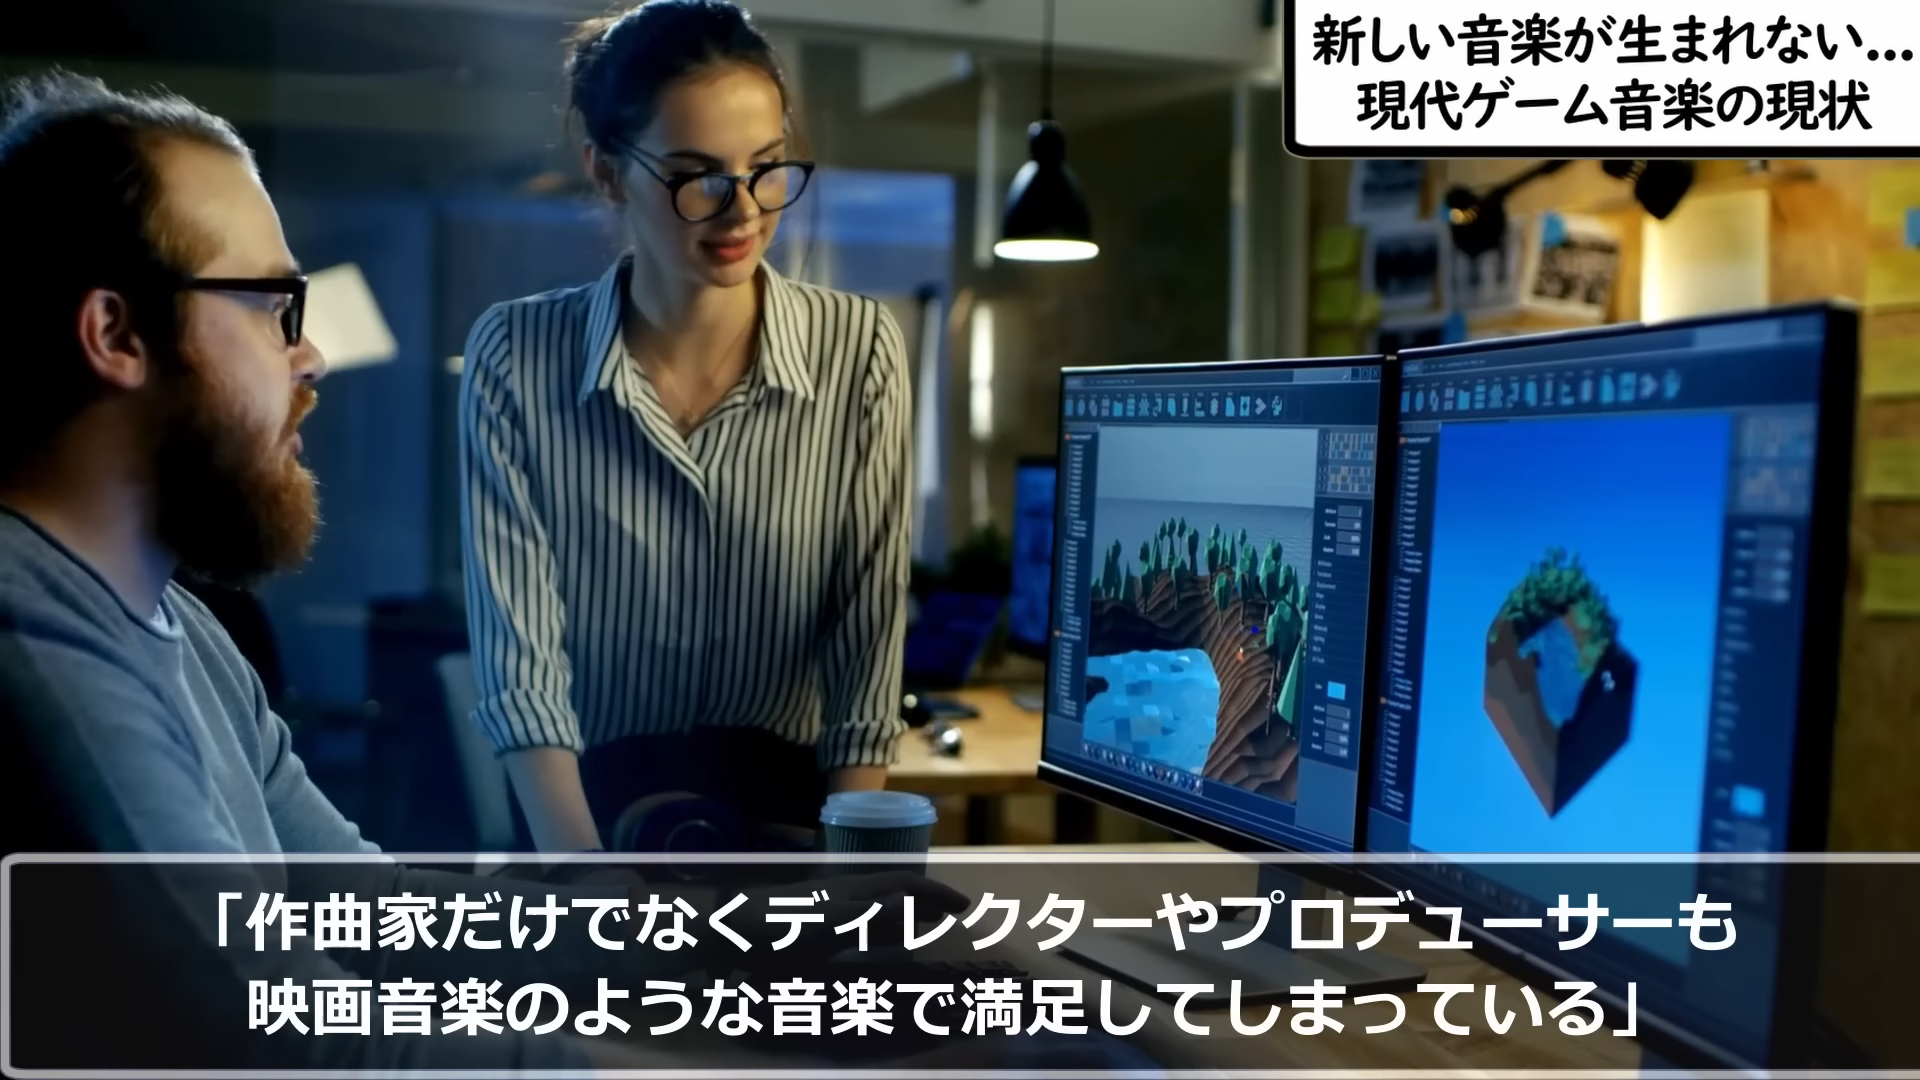 新しい音楽が生まれない...
現代ゲーム音楽の現状
「作曲家だけでなくディレクターやプロデューサーも
映画音楽のような音楽で満足してしまっている」